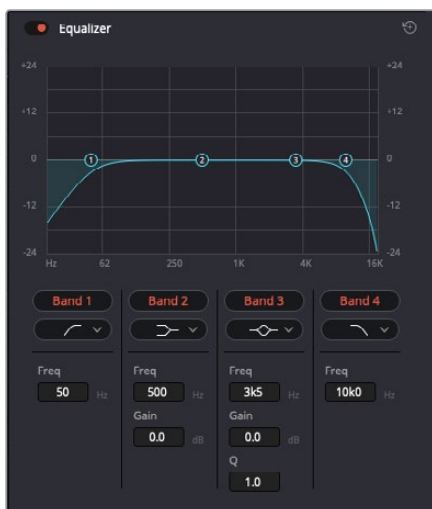 Equalizer
+24 +24
+12 +12
0 1 2 3 4 0
-12 -12
-24 -24
Hz 62 250 1K 4K 16K
Band 1 Band 2 Band 3 Band 4
Freq Freq Freq Freq
50 Hz 500 Hz 3k5 Hz 10k0 Hz
Gain Gain
0.0 dB 0.0 dB
Q
1.0